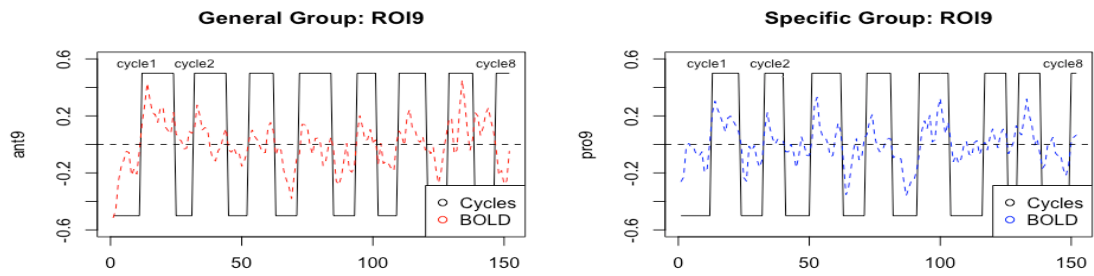 General Group: ROI9
ant9
0.6
0.2
-0.2
-0.6
cycle1
cycle2
cycle8
Cycles
BOLD
0
50
100
150
Specific Group: ROI9
pro9
0.6
0.2
-0.2
-0.6
cycle1
cycle2
cycle8
Cycles
BOLD
0
50
100
150